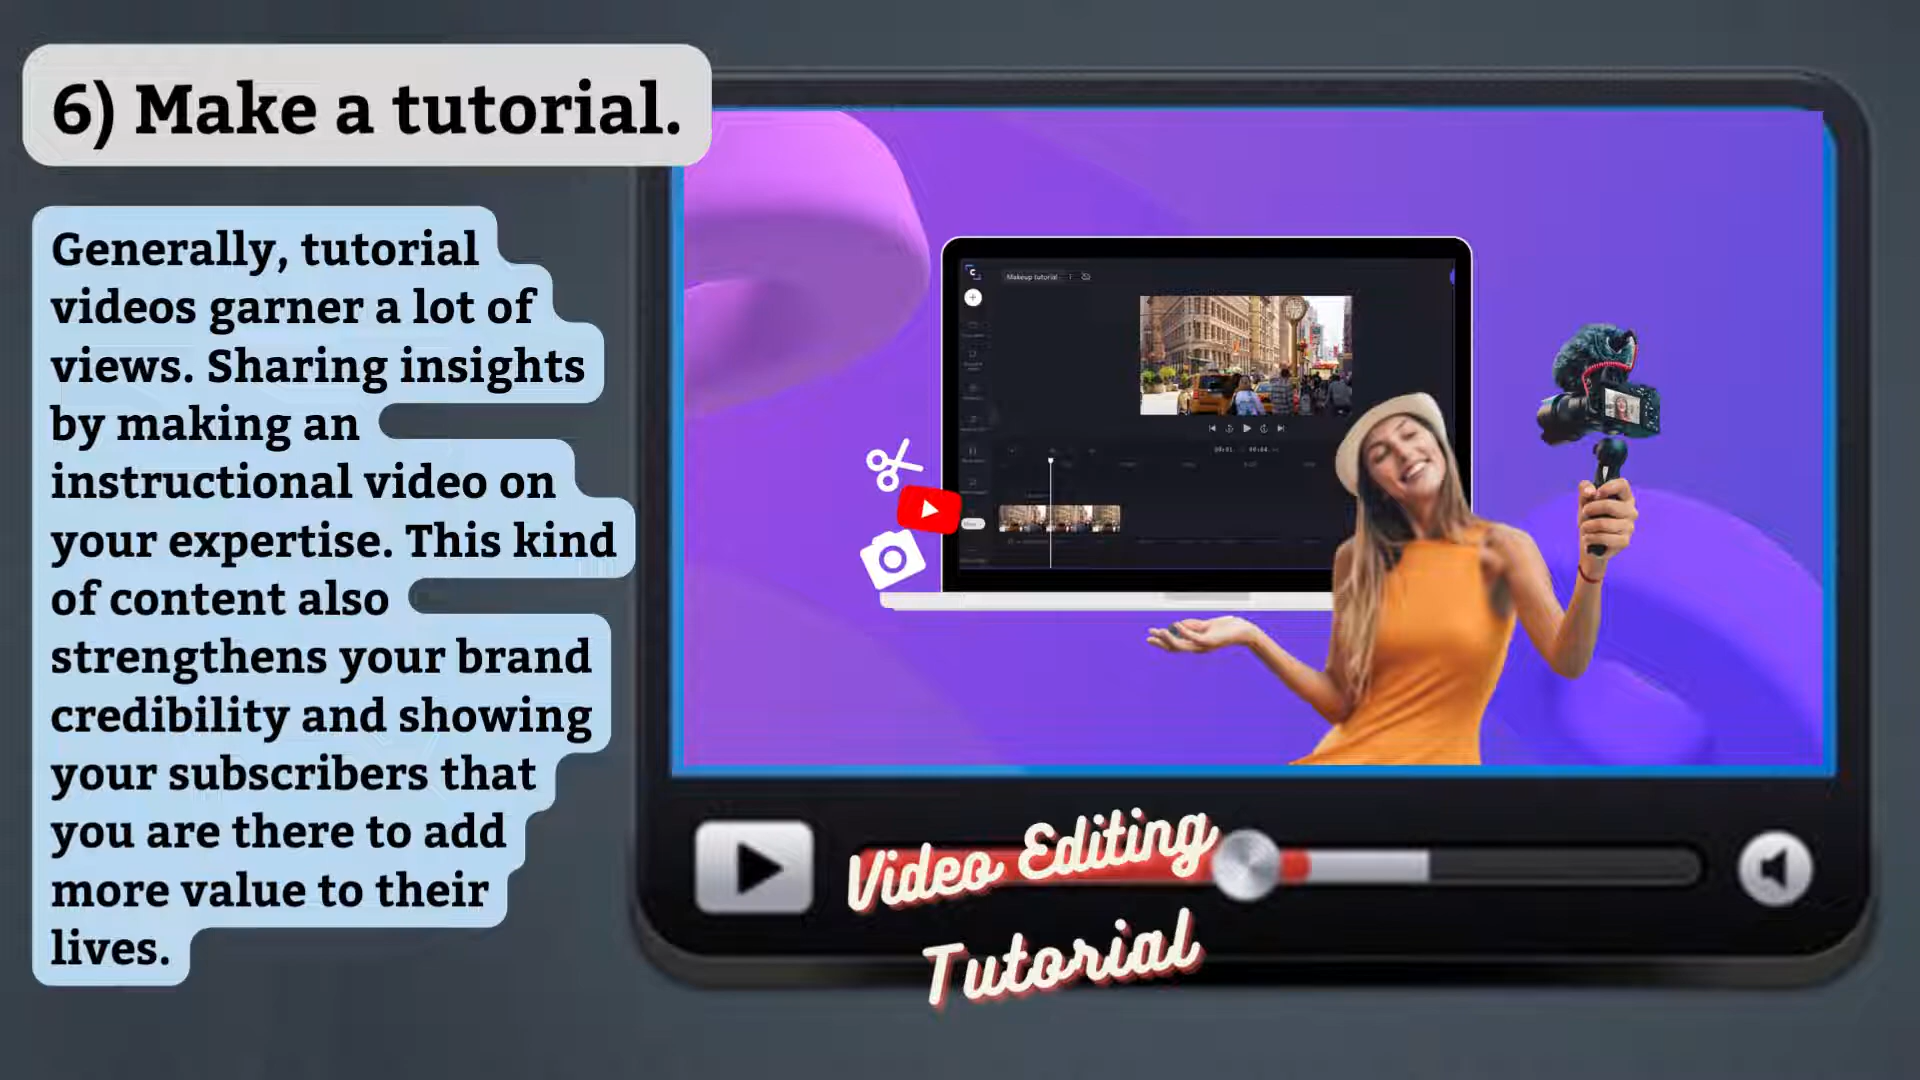 6) Make a tutorial.
Generally, tutorial
videos garner a lot of
views. Sharing insights
by making an
instructional video on
your expertise. This kind
of content also
strengthens your brand
credibility and showing
your subscribers that
you are there to add
more value to their
lives.
Makeup tutorial
Video Editing
Tutorial